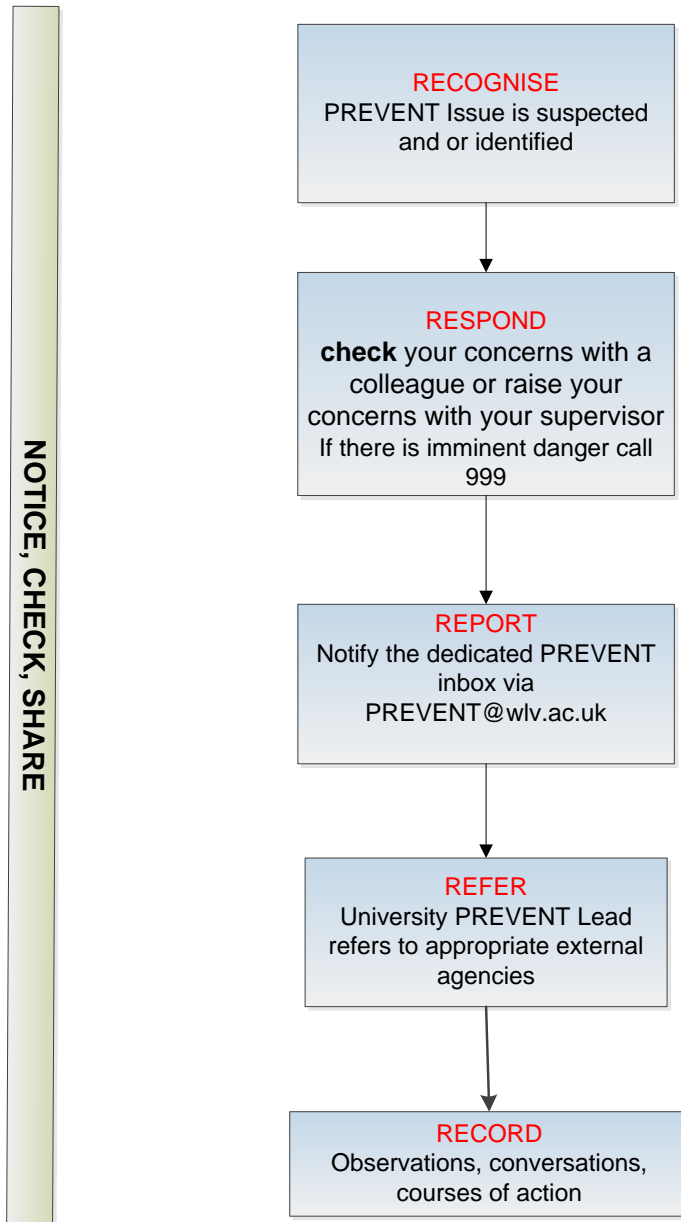 NOTICE, CHECK, SHARE
RECOGNISE
PREVENT Issue is suspected
and or identified
RESPOND
check your concerns with a
colleague or raise your
concerns with your supervisor
If there is imminent danger call
999
REPORT
Notify the dedicated PREVENT
inbox via
PREVENT@wlv.ac.uk
REFER
University PREVENT Lead
refers to appropriate external
agencies
RECORD
Observations, conversations,
courses of action